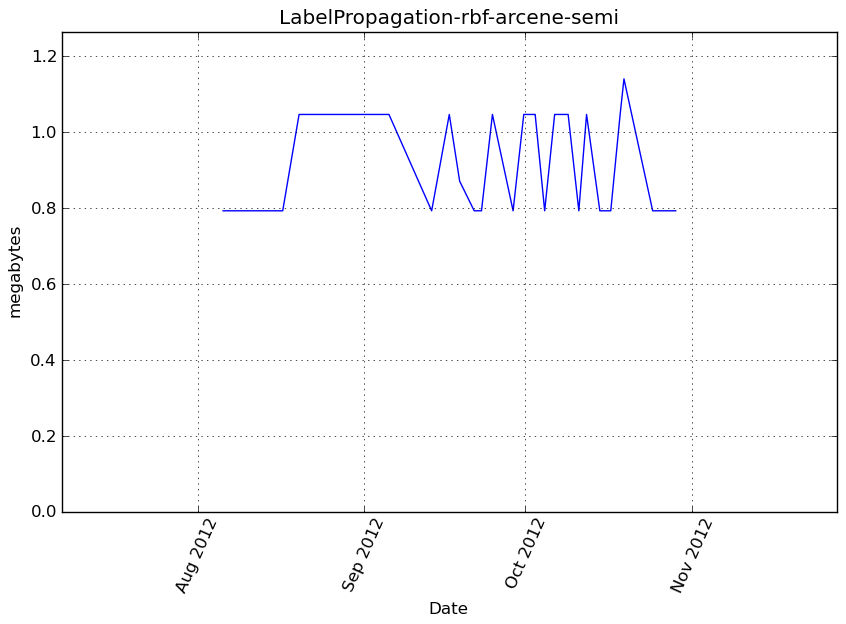 LabelPropagation-rbf-arcene-semi
1.2
1.0
0.8
0.6
0.4
0.2
0.0
megabytes
Aug 2012
Sep 2012
Oct 2012
Nov 2012
Date